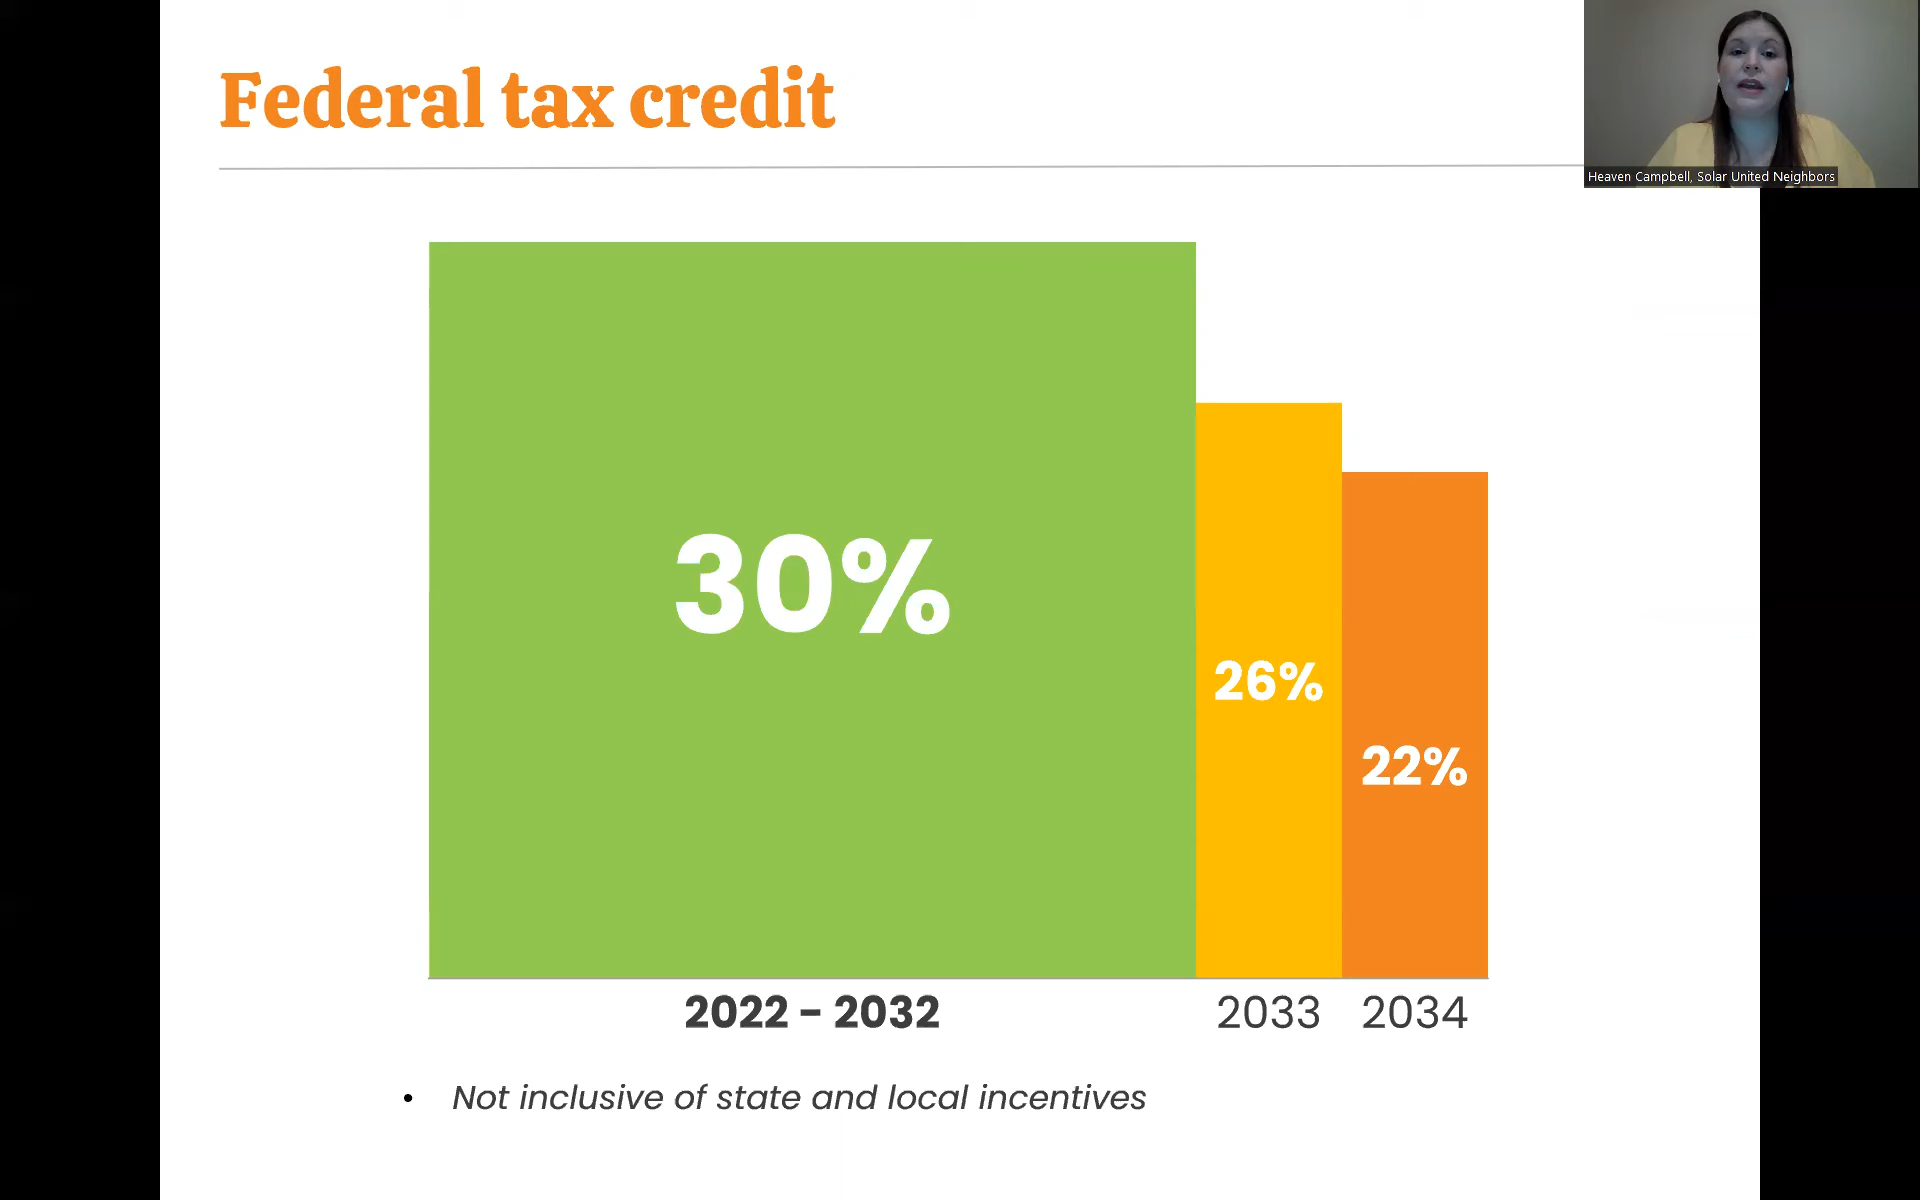 Federal tax credit
Heaven Campbell, Solar United Neighbors
30%
26%
22%
2022 - 2032
2033
2034
• Not inclusive of state and local incentives